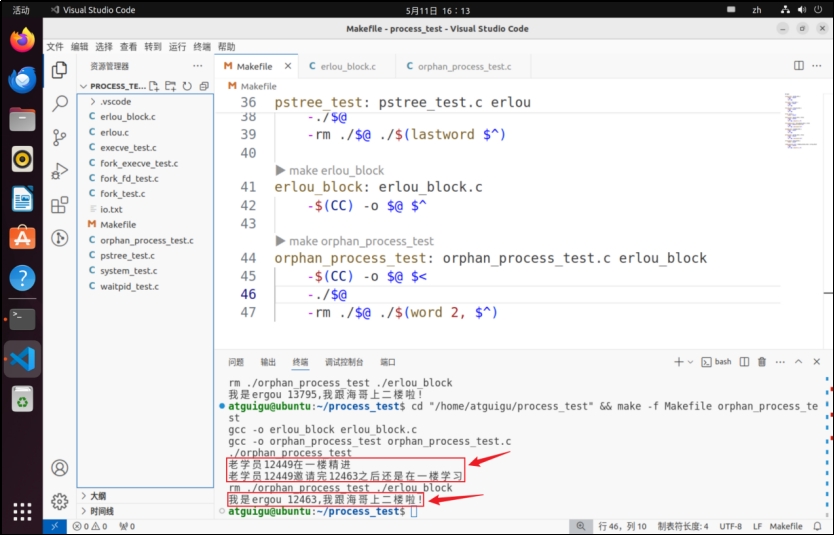 活动
Visual Studio Code
5月11日 16：13
zh
Makefile - process_test - Visual Studio Code
文件 编辑 选择 查看 转到 运行 终端 帮助
资源管理器
PROCESS_TE...
.vscode
erlou_block.c
erlou.c
execve_test.c
fork_execve_test.c
fork_fd_test.c
fork_test.c
io.txt
Makefile
orphan_process_test.c
pstree_test.c
system_test.c
waitpid_test.c
大纲
时间线
Makefile
erlou_block.c
orphan_process_test.c
Makefile
36 pstree_test: pstree_test.c erlou
38 -./$@
39 -rm ./$@ ./$(lastword $^)
40
make erlou_block
41 erlou_block: erlou_block.c
42 -$(CC) -o $@ $^
43
make orphan_process_test
44 orphan_process_test: orphan_process_test.c erlou_block
45 -$(CC) -o $@ $<
46 -./$@
47 -rm ./$@ ./$(word 2, $^)
问题 输出 终端 调试控制台 端口
bash
rm ./orphan_process_test ./erlou_block
我是ergou 13795,我跟海哥上二楼啦!
atguigu@ubuntu:~/process_test$ cd "/home/atguigu/process_test" && make -f Makefile orphan_process_te
st
gcc -o erlou_block erlou_block.c
gcc -o orphan_process_test orphan_process_test.c
./orphan_process_test
老学员12449在一楼精进
老学员12449邀请完12463之后还是在一楼学习
rm ./orphan_process_test ./erlou_block
我是ergou 12463,我跟海哥上二楼啦!
atguigu@ubuntu:~/process_test$
0 0 0
行 46，列 10 制表符长度: 4 UTF-8 LF Makefile